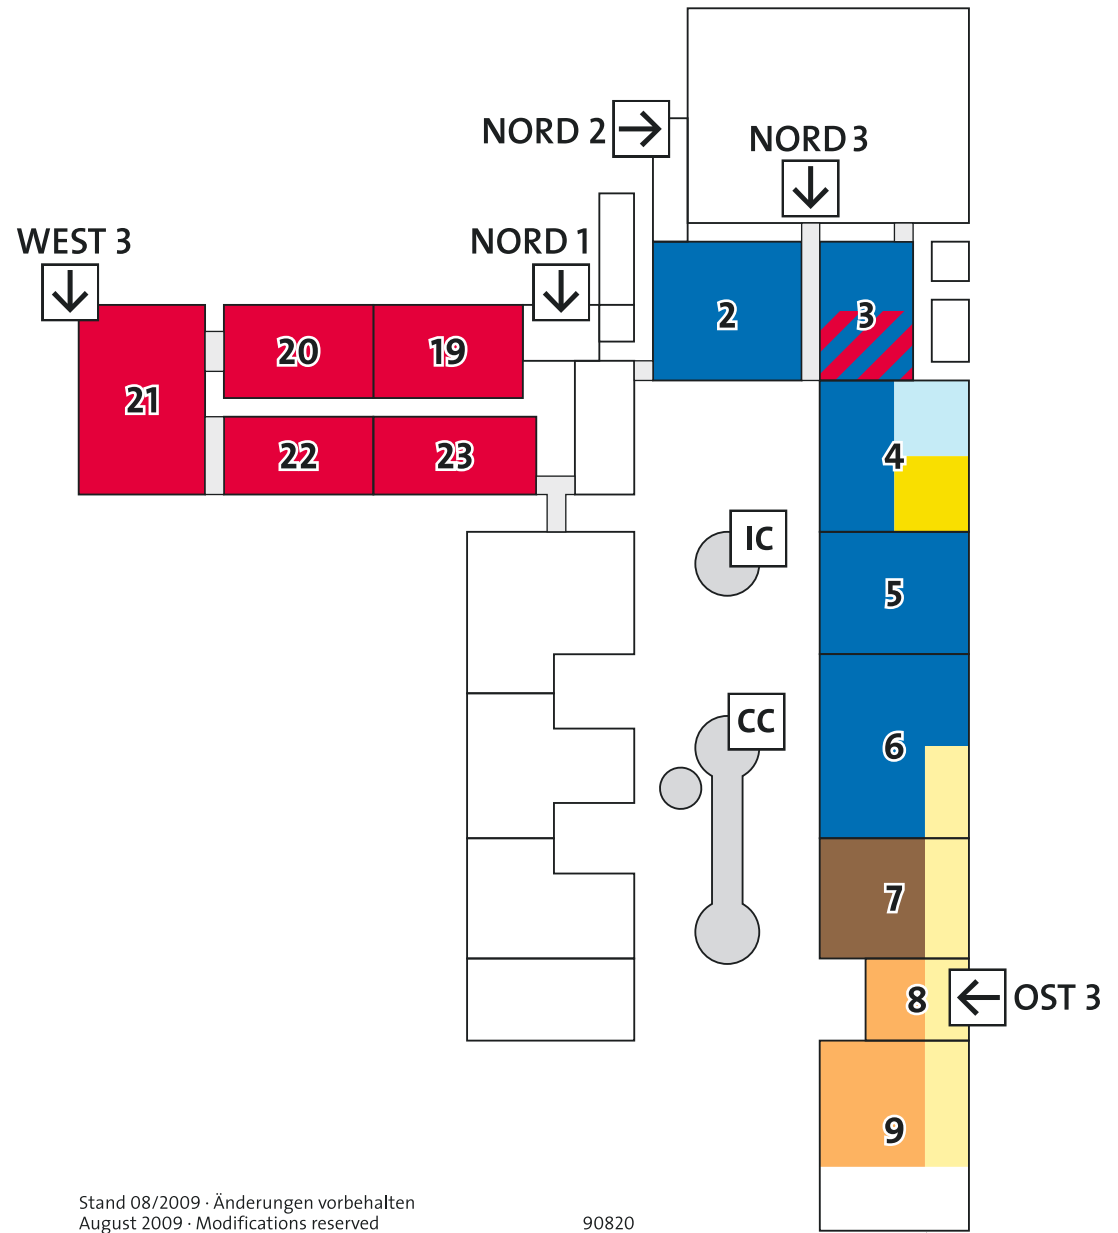 NORD 2
NORD 3
WEST 3
NORD 1
2
3
20
19
21
4
22
23
IC
5
CC
6
7
8
OST 3
9
Stand 08/2009 · Änderungen vorbehalten
August 2009 · Modifications reserved
90820